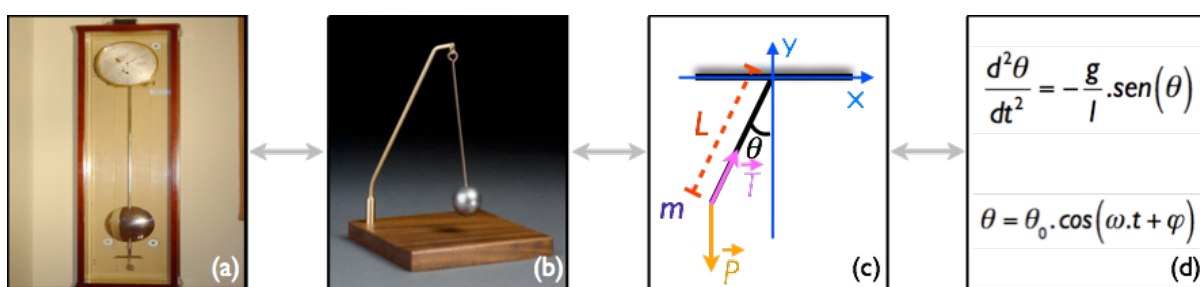 (a)
(b)
y
x
L
θ
T
m
P
(c)
d²θ/dt² = -g/l .sen(θ)
θ = θ₀.cos(ω.t + φ)
(d)